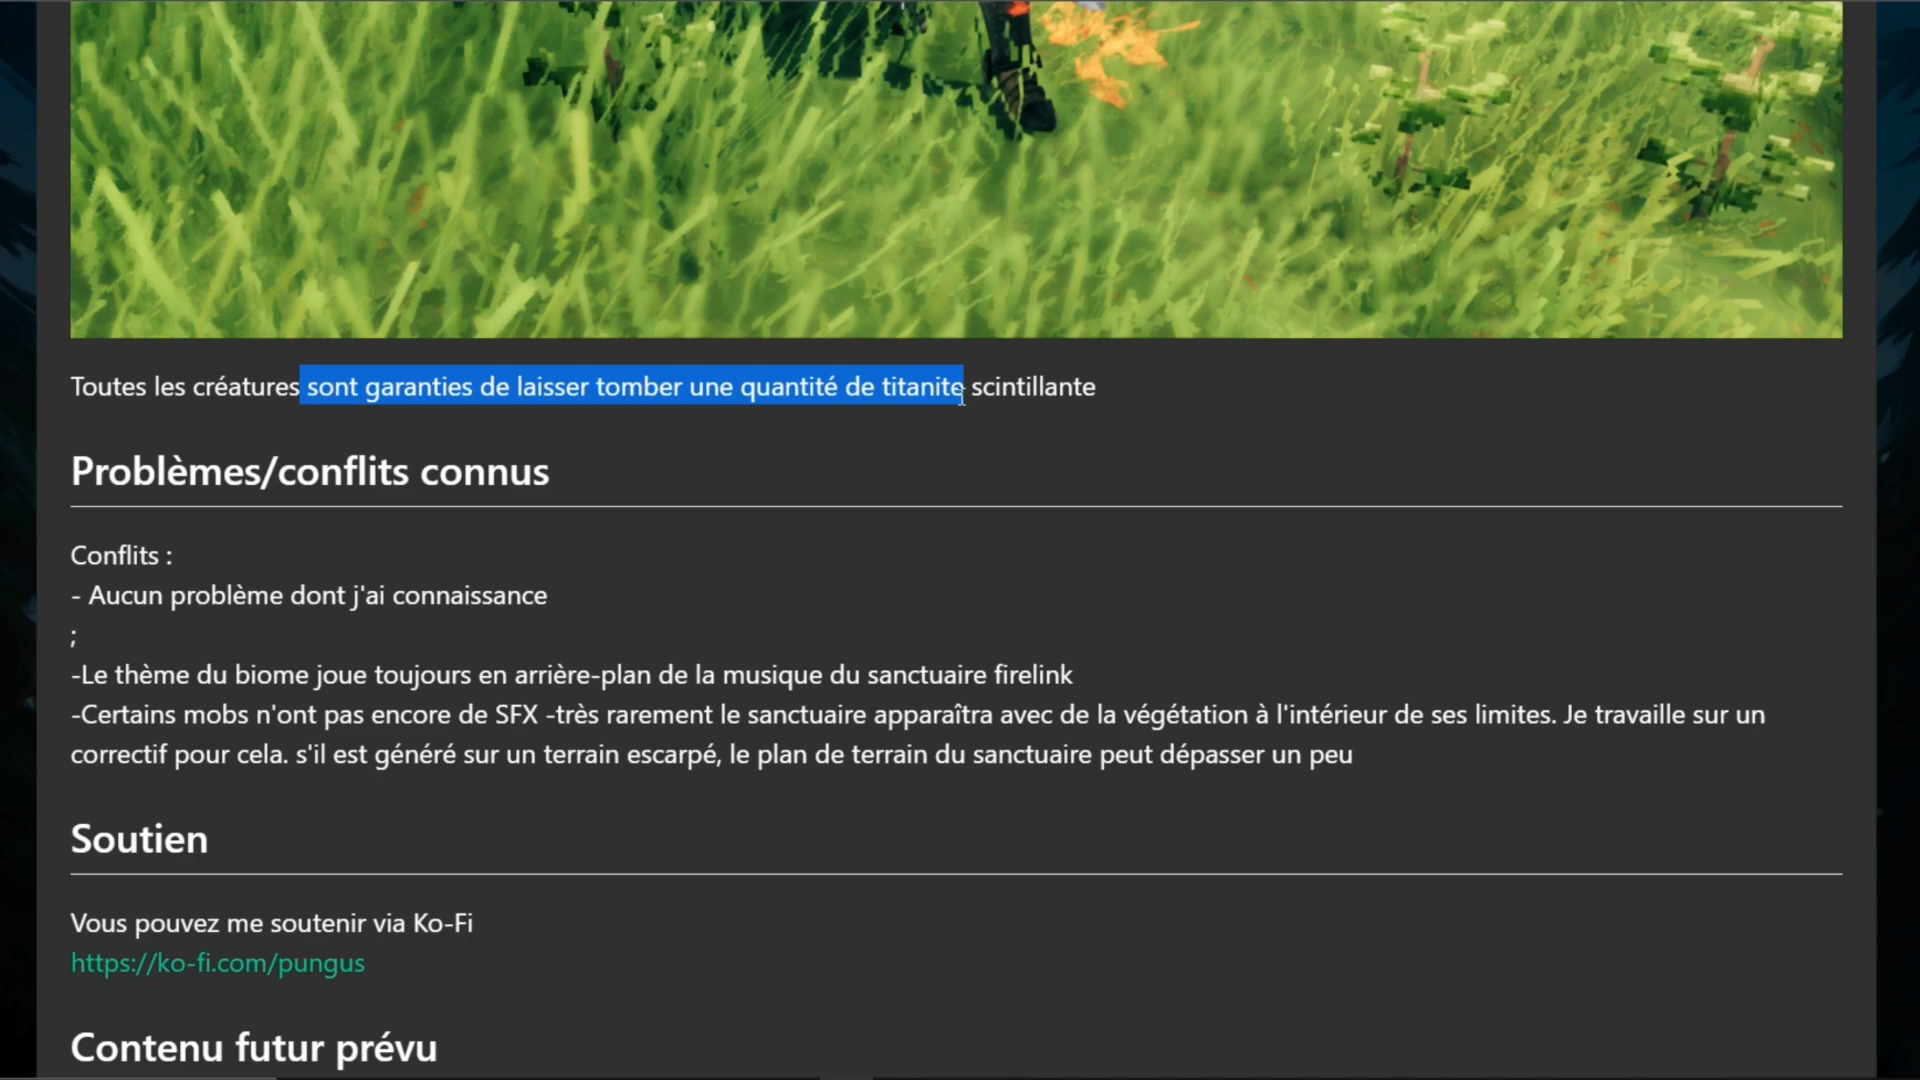 Toutes les créatures sont garanties de laisser tomber une quantité de titanite scintillante
Problèmes/conflits connus
Conflits :
- Aucun problème dont j'ai connaissance
;
-Le thème du biome joue toujours en arrière-plan de la musique du sanctuaire firelink
-Certains mobs n'ont pas encore de SFX -très rarement le sanctuaire apparaîtra avec de la végétation à l'intérieur de ses limites. Je travaille sur un
correctif pour cela. s'il est généré sur un terrain escarpé, le plan de terrain du sanctuaire peut dépasser un peu
Soutien
Vous pouvez me soutenir via Ko-Fi
https://ko-fi.com/pungus
Contenu futur prévu